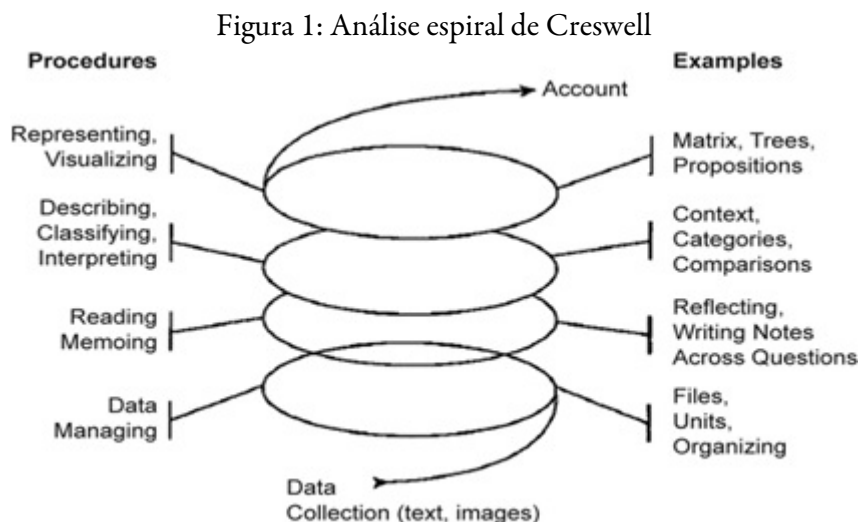 Figura 1: Análise espiral de Creswell
Procedures
Examples
Account
Representing,
Visualizing
Matrix, Trees,
Propositions
Describing,
Classifying,
Interpreting
Context,
Categories,
Comparisons
Reading
Memoing
Reflecting,
Writing Notes
Across Questions
Data
Managing
Files,
Units,
Organizing
Data
Collection (text, images)